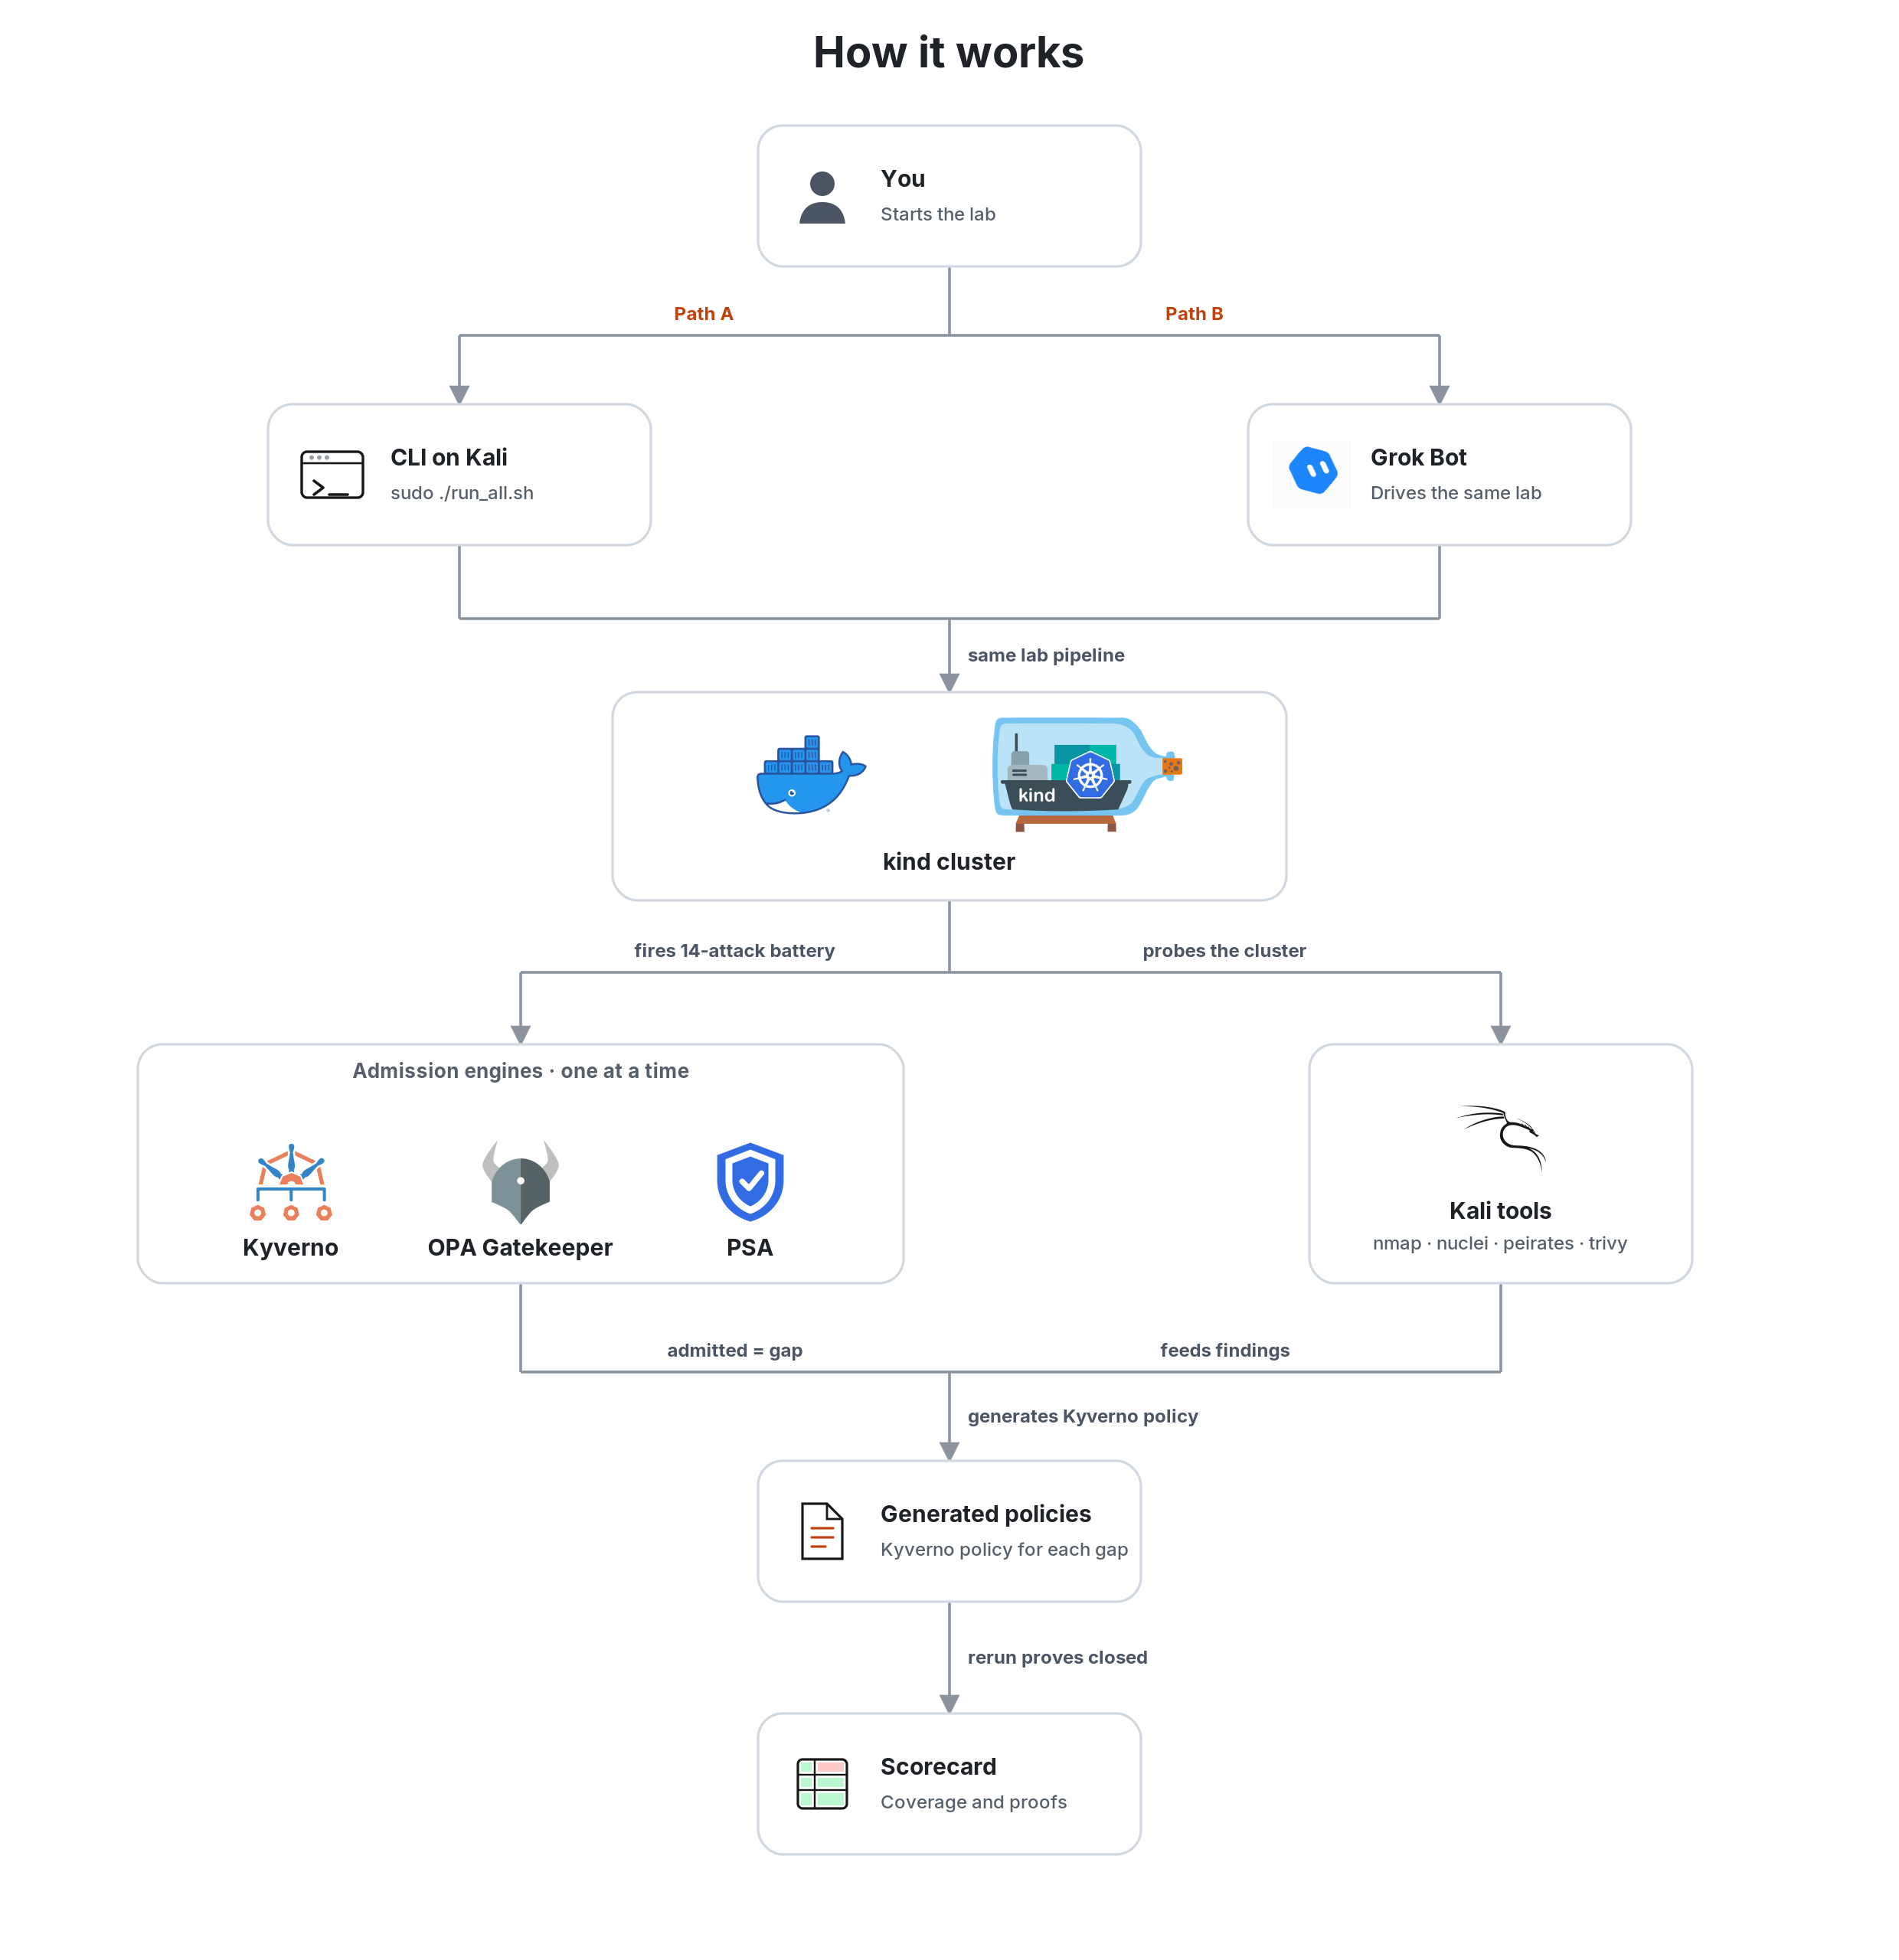 How it works
You
Starts the lab
Path A
Path B
CLI on Kali
sudo ./run_all.sh
Grok Bot
Drives the same lab
same lab pipeline
kind
kind cluster
fires 14-attack battery
probes the cluster
Admission engines · one at a time
Kyverno
OPA Gatekeeper
PSA
Kali tools
nmap · nuclei · peirates · trivy
admitted = gap
feeds findings
generates Kyverno policy
Generated policies
Kyverno policy for each gap
rerun proves closed
Scorecard
Coverage and proofs